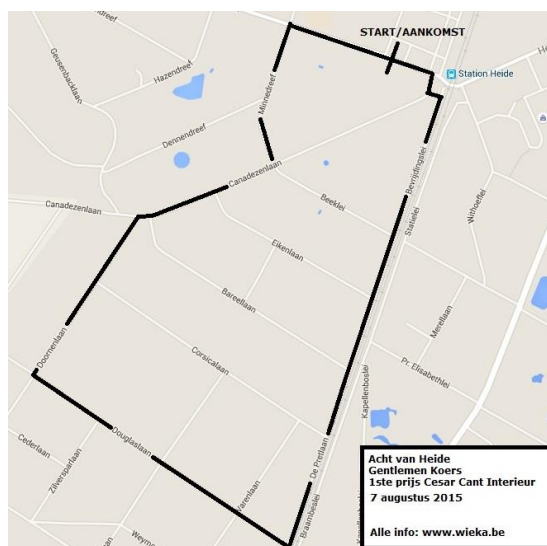 START/AANKOMST
Station Heide
Geusenbacklaan
Hazendreef
Minnedreef
Dennendreef
Canadezenlaan
Canadezenlaan
Beeklei
Bevrijdingslei
Statielei
Withoeflei
Eikenlaan
Bareellaan
Merellaan
Pr. Elisabethlei
Doornenlaan
Corsicalaan
Kapellenboslei
Douglaslaan
De Pretlaan
Cederlaan
Zilversparlaan
Varenlaan
Braambeslei
Acht van Heide
Gentlemen Koers
1ste prijs Cesar Cant Interieur
7 augustus 2015
Alle info: www.wieka.be